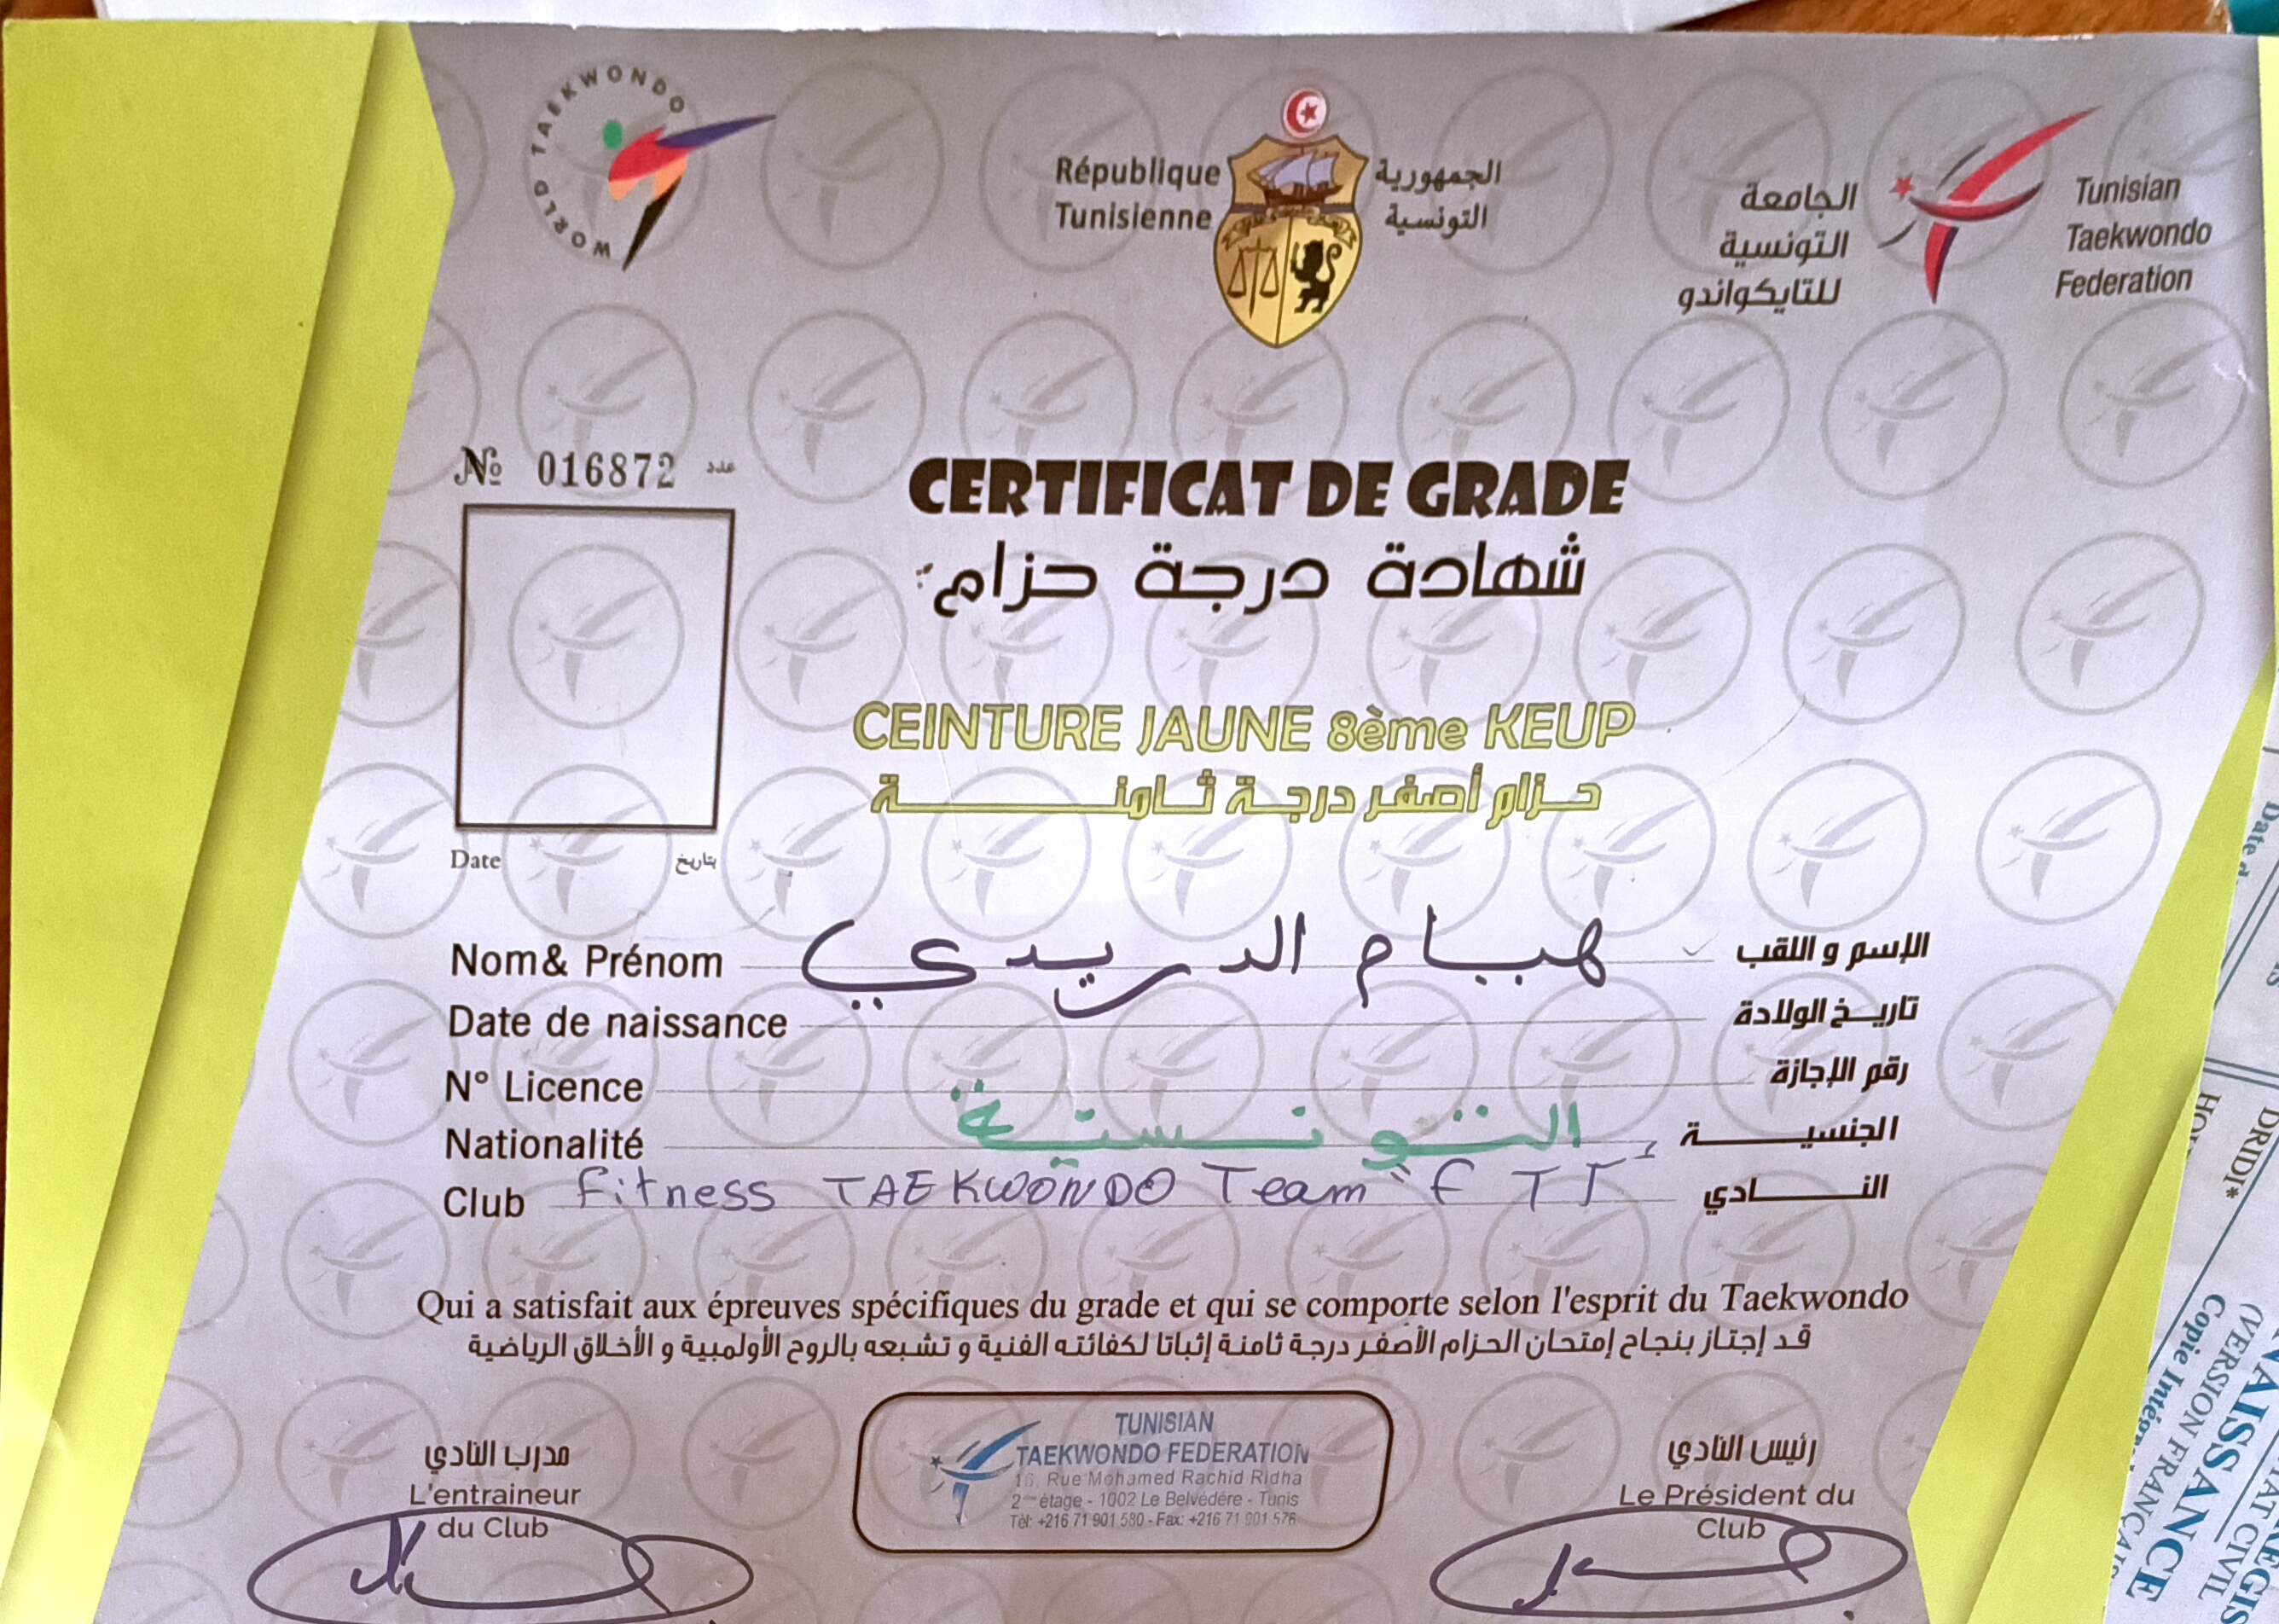 WORLD TAEKWONDO
République Tunisienne
الجمهورية التونسية
الجامعة التونسية للتايكواندو
Tunisian Taekwondo Federation
№ 016872 عدد
CERTIFICAT DE GRADE
شهادة درجة حزام
CEINTURE JAUNE 8ème KEUP
حزام أصفر درجة ثامنة
Date بتاريخ
Nom& Prénom هيام الدريدي الإسم و اللقب
Date de naissance تاريخ الولادة
N° Licence رقم الإجازة
Nationalité التونسية الجنسية
Club Fitness TAEKWONDO Team "FTT" النادي
Qui a satisfait aux épreuves spécifiques du grade et qui se comporte selon l'esprit du Taekwondo
قد إجتاز بنجاح إمتحان الحزام الأصفر درجة ثامنة إثباتا لكفائته الفنية و تشبعه بالروح الأولمبية و الأخلاق الرياضية
مدرب النادي
L'entraineur
du Club
TUNISIAN
TAEKWONDO FEDERATION
16, Rue Mohamed Rachid Ridha
2ème étage - 1002 Le Belvédére - Tunis
Tél: +216 71 901 580 - Fax: +216 71 901 576
رئيس النادي
Le Président du
Club
DRIDI*
NAISSANCE
(VERSION FRANÇAIS